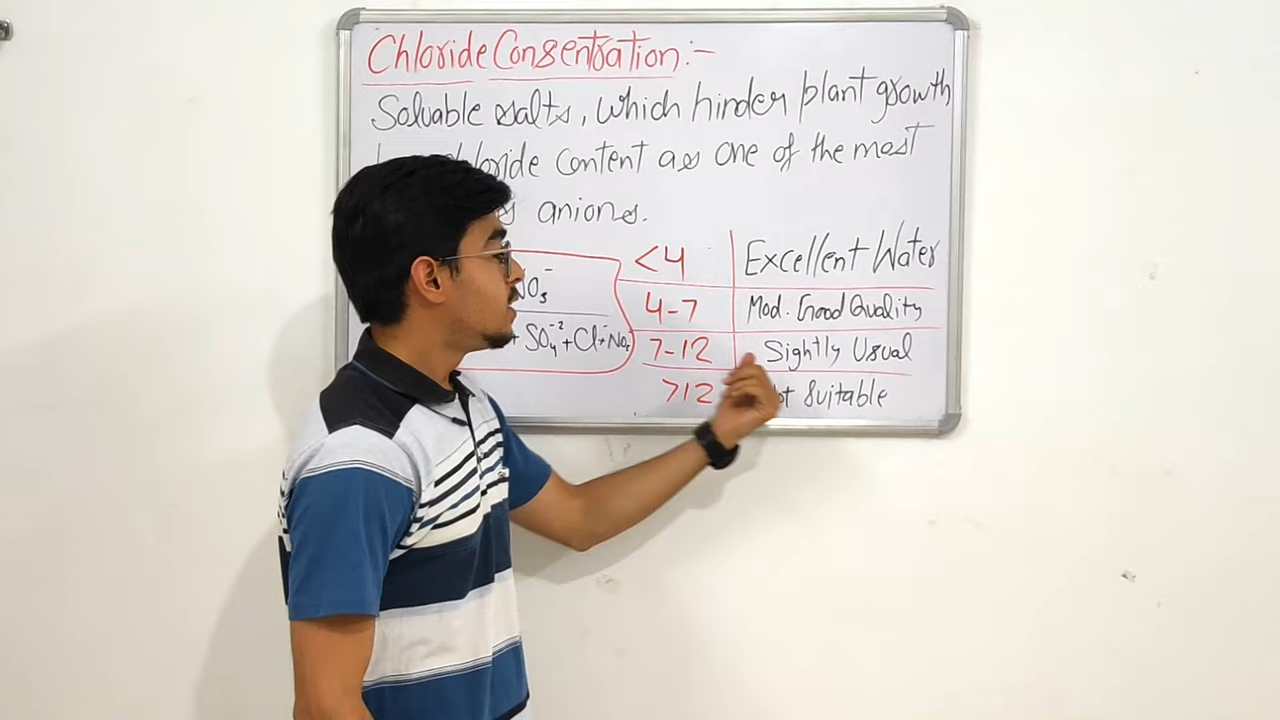 Chloride Consentration:-
Soluable salts, which hinder plant growth
chloride content as one of the most
anions.
<4 Excellent Water
NO₃⁻ 4-7 Mod. Good Quality
+ SO₄⁻² + Cl⁻ + NO₃ 7-12 Sightly Usual
>12 Not Suitable